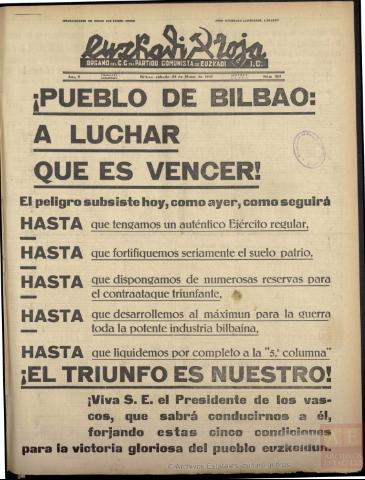 Euzkadi Roja
ORGANO DEL C.C. DEL PARTIDO COMUNISTA DE EUZKADI I.C.
¡PUEBLO DE BILBAO:
A LUCHAR
QUE ES VENCER!
El peligro subsiste hoy, como ayer, como seguirá
HASTA que tengamos un auténtico Ejército regular,
HASTA que fortifiquemos seriamente el suelo patrio,
HASTA que dispongamos de numerosas reservas para
el contraataque triunfante,
HASTA que desarrollemos al máximun para la guerra
toda la potente industria bilbaína,
HASTA que liquidemos por completo a la "5.ª columna"
¡EL TRIUNFO ES NUESTRO!
¡Viva S. E. el Presidente de los vas-
cos, que sabrá conducirnos a él,
forjando estas cinco condiciones
para la victoria gloriosa del pueblo euzkeldun.